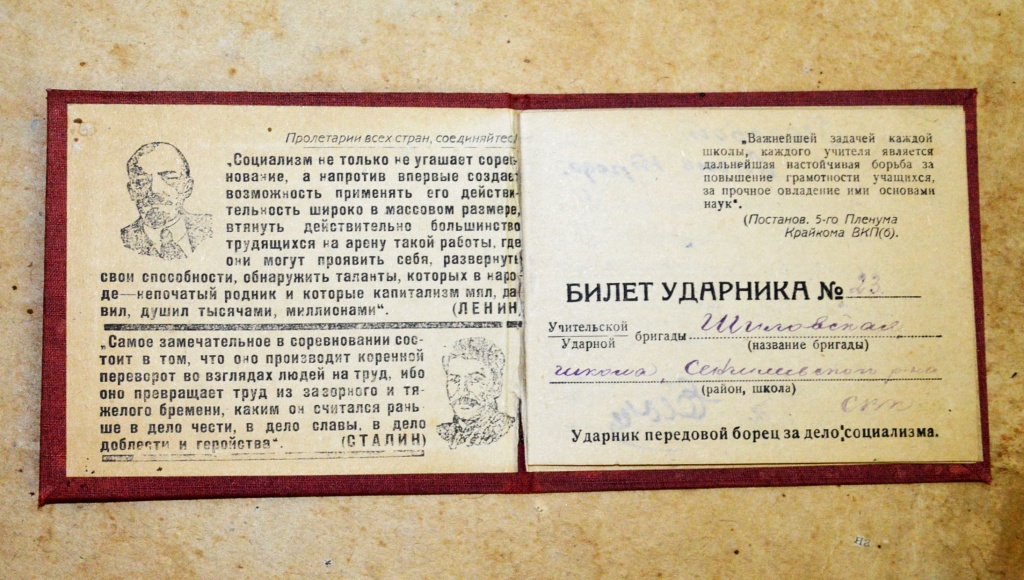 Пролетарии всех стран, соединяйтесь!
„Социализм не только не угашает сорев-
нование, а напротив впервые создает
возможность применять его действи-
тельность широко в массовом размере,
втянуть действительно большинство
трудящихся на арену такой работы, где
они могут проявить себя, развернуть
свои способности, обнаружить таланты, которых в наро-
де—непочатый родник и которые капитализм мял, да-
вил, душил тысячами, миллионами“. (ЛЕНИН)
„Самое замечательное в соревновании сос-
тоит в том, что оно производит коренной
переворот во взглядах людей на труд, ибо
оно превращает труд из зазорного и тя-
желого бремени, каким он считался рань-
ше в дело чести, в дело славы, в дело
доблести и геройства“. (СТАЛИН)
„Важнейшей задачей каждой
школы, каждого учителя является
дальнейшая настойчивая борьба за
повышение грамотности учащихся,
за прочное овладение ими основами
наук“.
(Постанов. 5-го Пленума
Крайкома ВКП(б).
БИЛЕТ УДАРНИКА № 23
Учительской
Ударной бригады Шиловская
(название бригады)
школа, Сенгилеевского р-на
(район, школа)
Ударник передовой борец за дело социализма.
на